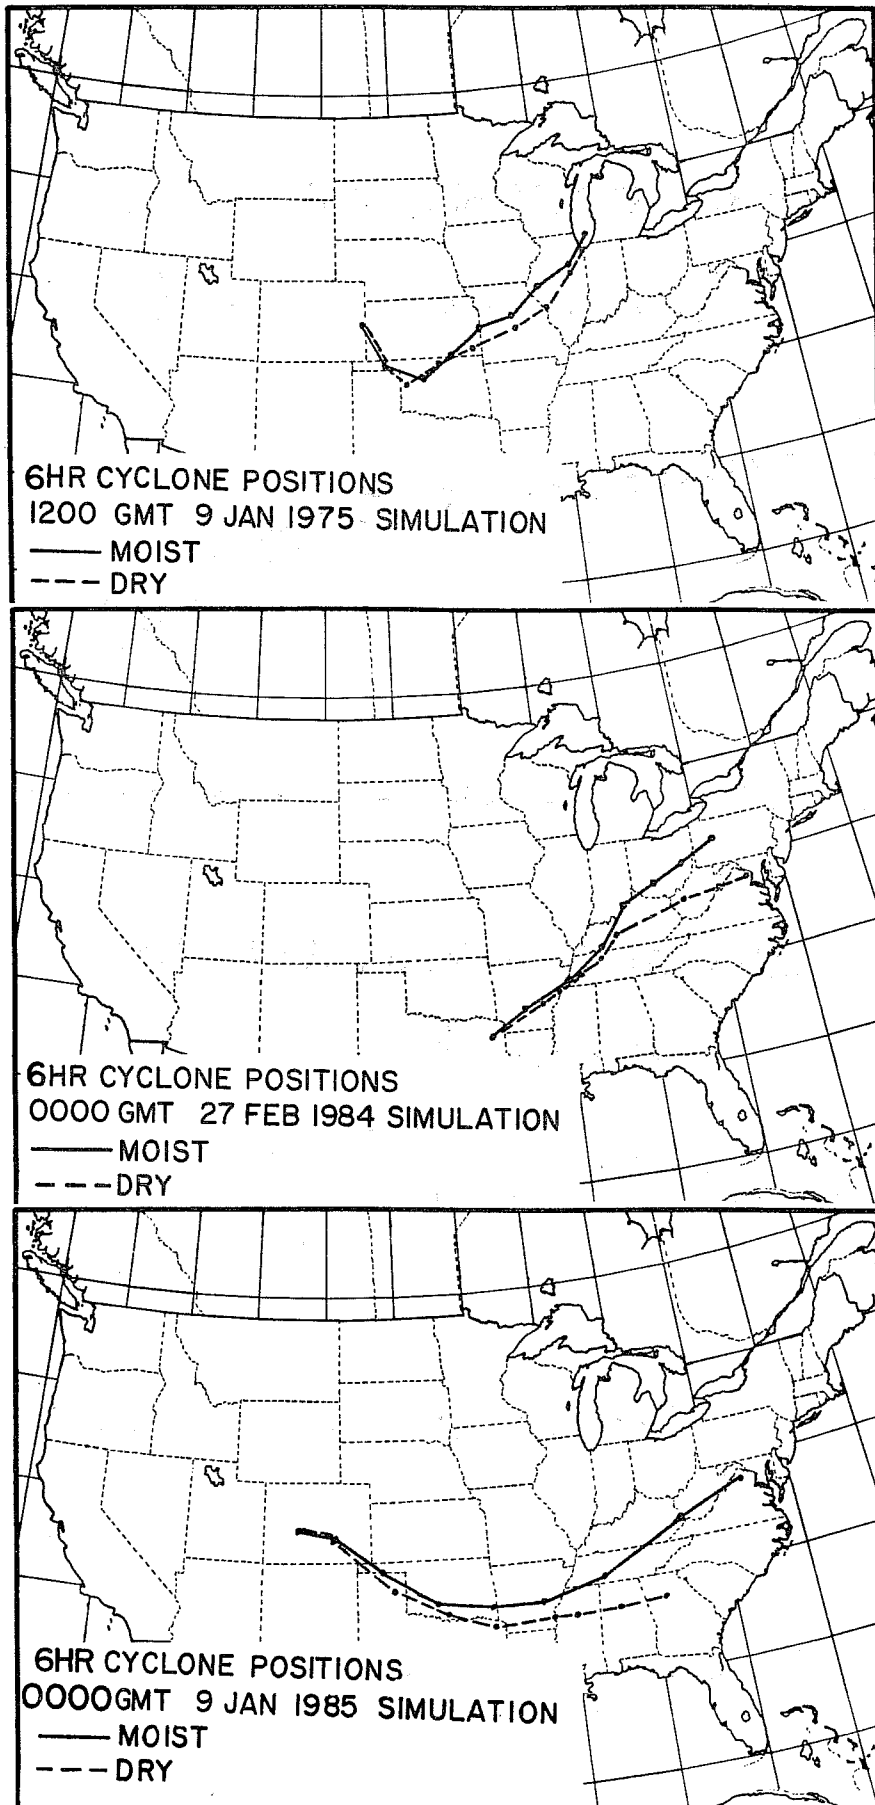 6HR CYCLONE POSITIONS
1200 GMT 9 JAN 1975 SIMULATION
MOIST
DRY
6HR CYCLONE POSITIONS
0000 GMT 27 FEB 1984 SIMULATION
MOIST
DRY
6HR CYCLONE POSITIONS
0000GMT 9 JAN 1985 SIMULATION
MOIST
DRY